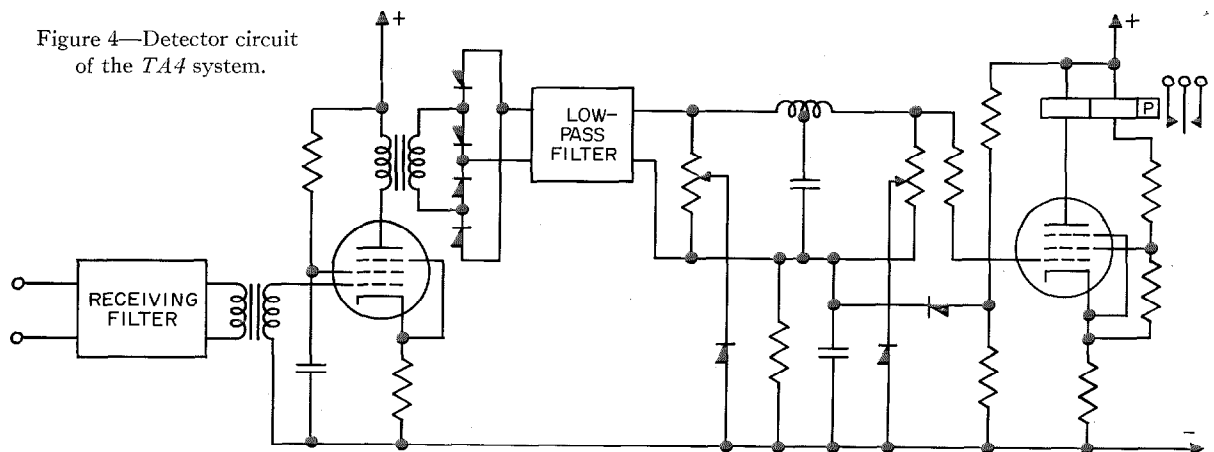 Figure 4—Detector circuit
of the TA4 system.
+
+
RECEIVING
FILTER
LOW-
PASS
FILTER
P
-